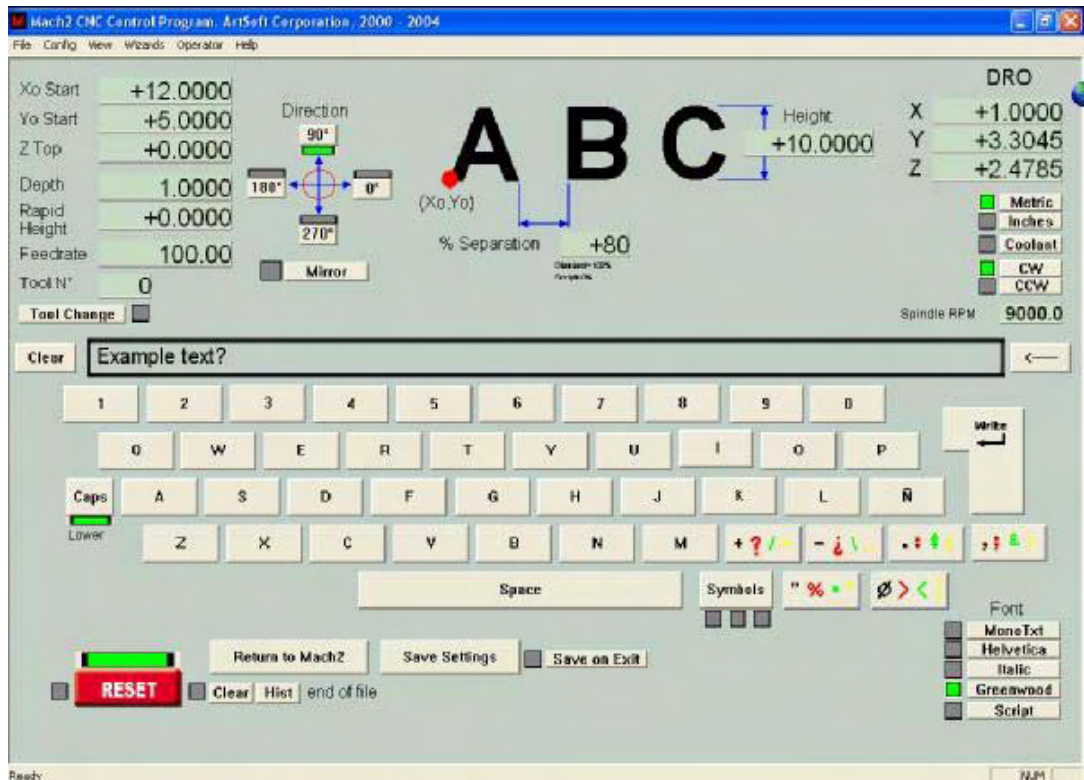 Mach2 CNC Control Program. ArtSoft Corporation, 2000 - 2004
File Config View Wizards Operator Help
Xo Start +12.0000
Yo Start +5.0000
Z Top +0.0000
Depth 1.0000
Rapid Height +0.0000
Feedrate 100.00
Tool N° 0
Tool Change
Direction
90°
180° 0°
270°
Mirror
A B C
(Xo,Yo)
Height
+10.0000
% Separation +80
DRO
X +1.0000
Y +3.3045
Z +2.4785
Metric
Inches
Coolant
CW
CCW
Spindle RPM 9000.0
Clear Example text? <---
1 2 3 4 5 6 7 8 9 0
Q W E R T Y U I O P
Write
Caps A S D F G H J K L Ñ
Lower
Z X C V B N M + ? / - ¿ \ . : , ;
Space Symbols " % Ø > <
Font
MonoTxt
Helvetica
Italic
Greenwood
Script
Return to Mach2 Save Settings Save on Exit
RESET Clear Hist end of file
Ready NUM